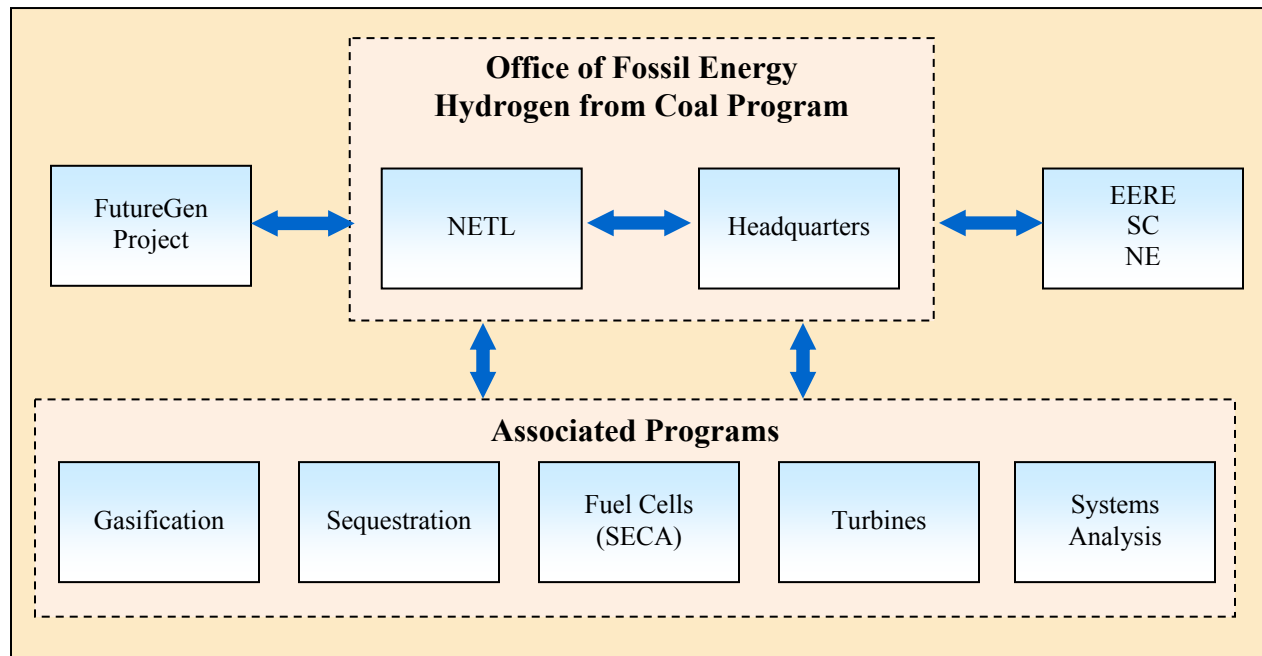 Office of Fossil Energy
Hydrogen from Coal Program
FutureGen
Project
NETL
Headquarters
EERE
SC
NE
Associated Programs
Gasification
Sequestration
Fuel Cells
(SECA)
Turbines
Systems
Analysis